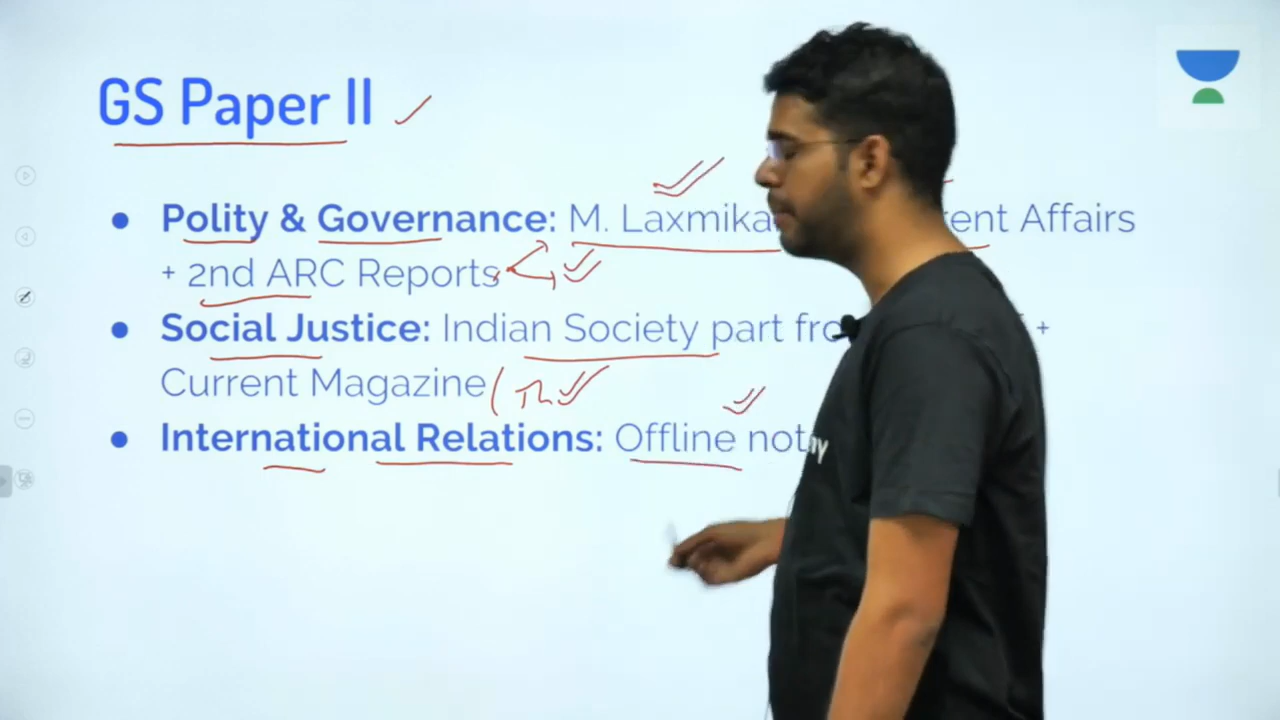 GS Paper II
● Polity & Governance: M. Laxmika ent Affairs
+ 2nd ARC Reports
● Social Justice: Indian Society part +
Current Magazine (
● International Relations: Offline not
my